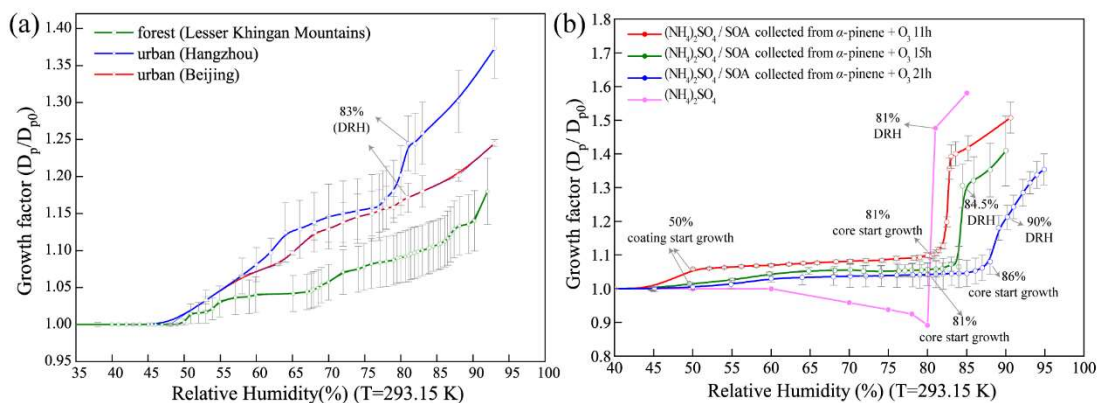 (a)
forest (Lesser Khingan Mountains)
urban (Hangzhou)
urban (Beijing)
83%
(DRH)
Growth factor (Dp/Dp0)
1.40
1.35
1.30
1.25
1.20
1.15
1.10
1.05
1.00
0.95
35 40 45 50 55 60 65 70 75 80 85 90 95 100
Relative Humidity(%) (T=293.15 K)
(b)
(NH4)2SO4 / SOA collected from α-pinene + O3 11h
(NH4)2SO4 / SOA collected from α-pinene + O3 15h
(NH4)2SO4 / SOA collected from α-pinene + O3 21h
(NH4)2SO4
81%
DRH
50%
coating start growth
81%
core start growth
84.5%
DRH
90%
DRH
86%
core start growth
81%
core start growth
Growth factor (Dp/ Dp0)
1.8
1.6
1.4
1.3
1.2
1.1
1.0
0.9
0.8
40 45 50 55 60 65 70 75 80 85 90 95 100
Relative Humidity (%) (T=293.15 K)